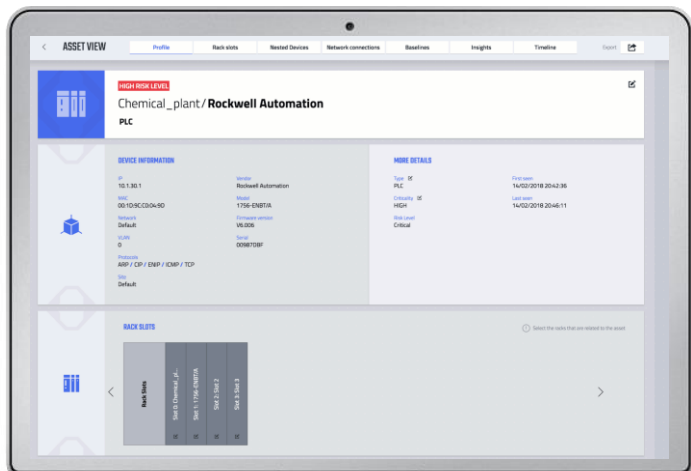 ASSET VIEW
Profile
Rack slots
Nested Devices
Network connections
Baselines
Insights
Timeline
Export
HIGH RISK LEVEL
Chemical_plant/Rockwell Automation
PLC
DEVICE INFORMATION
IP
10.1.30.1
MAC
00:1D:9C:C0:04:9D
Network
Default
VLAN
0
Protocols
ARP / CIP / ENIP / ICMP / TCP
Site
Default
Vendor
Rockwell Automation
Model
1756-ENBT/A
Firmware version
V6.006
Serial
009B7DBF
MORE DETAILS
Type
PLC
Criticality
HIGH
Risk Level
Critical
First seen
14/02/2018 20:42:36
Last seen
14/02/2018 20:46:11
RACK SLOTS
Select the racks that are related to the asset
Rack Slots
Slot 0: Chemical_pl...
Slot 1: 1756-ENBT/A
Slot 2: Slot 2
Slot 3: Slot 3